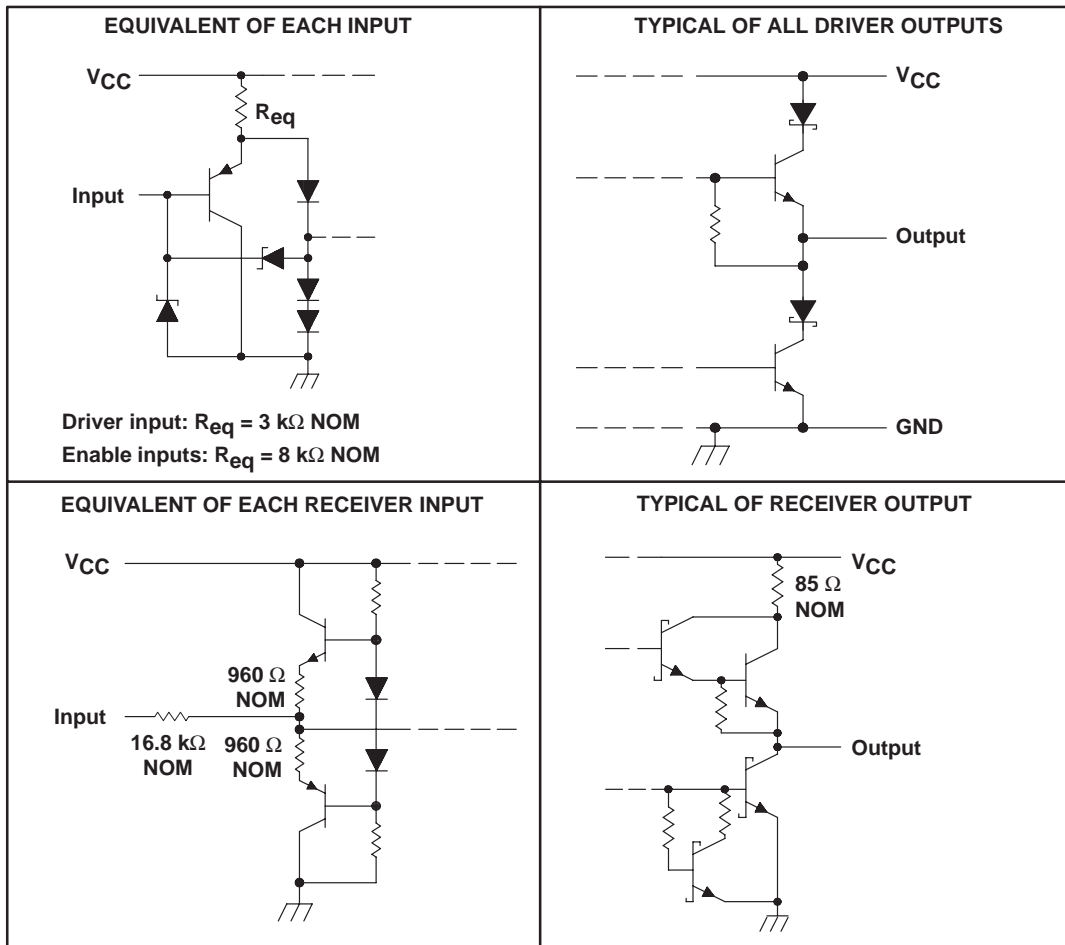 EQUIVALENT OF EACH INPUT
VCC
Req
Input
Driver input: Req = 3 kΩ NOM
Enable inputs: Req = 8 kΩ NOM
TYPICAL OF ALL DRIVER OUTPUTS
VCC
Output
GND
EQUIVALENT OF EACH RECEIVER INPUT
VCC
960 Ω
NOM
Input
16.8 kΩ
NOM
960 Ω
NOM
TYPICAL OF RECEIVER OUTPUT
VCC
85 Ω
NOM
Output